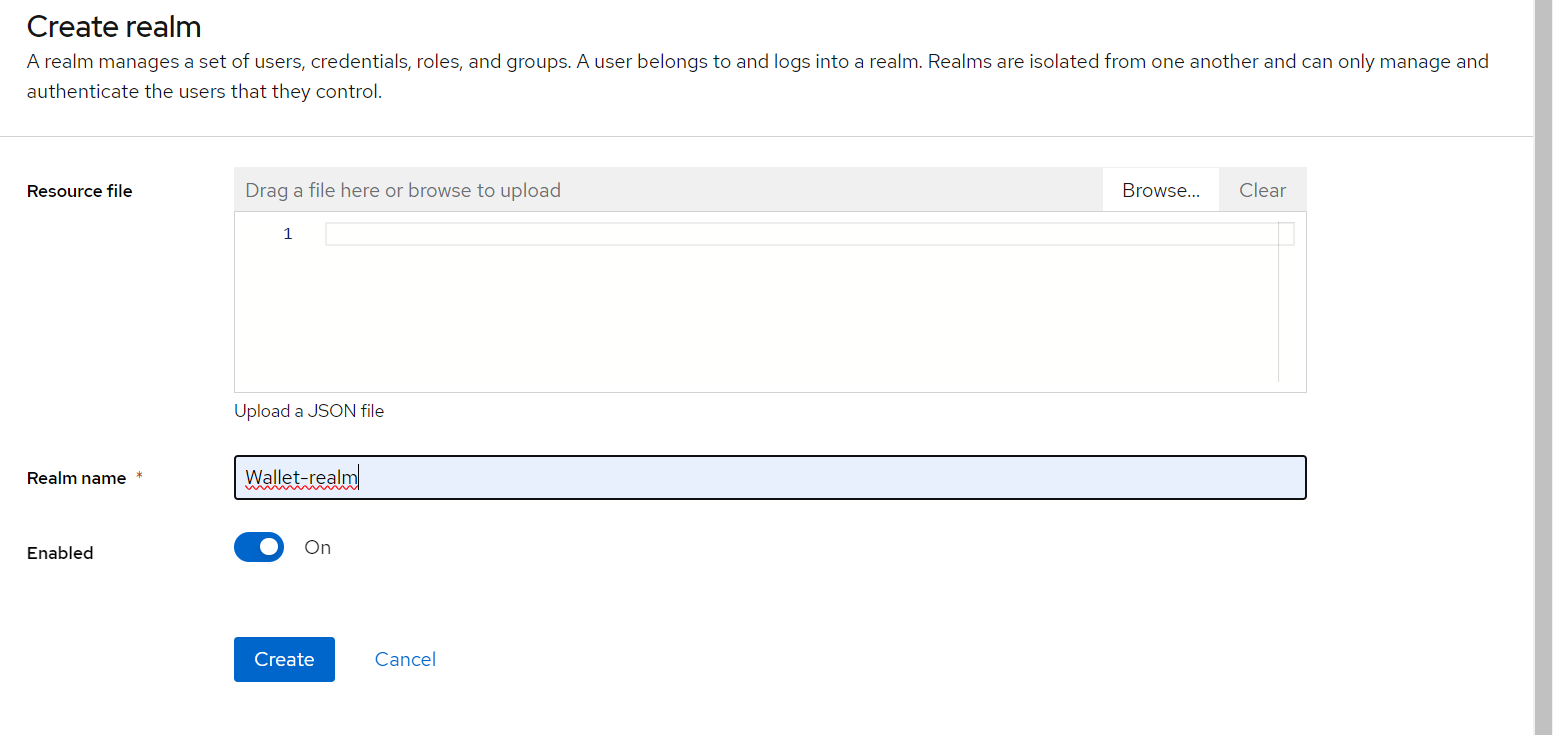 Create realm
A realm manages a set of users, credentials, roles, and groups. A user belongs to and logs into a realm. Realms are isolated from one another and can only manage and
authenticate the users that they control.
Resource file
Drag a file here or browse to upload
Browse...
Clear
1
Upload a JSON file
Realm name *
Wallet-realm
Enabled
On
Create
Cancel